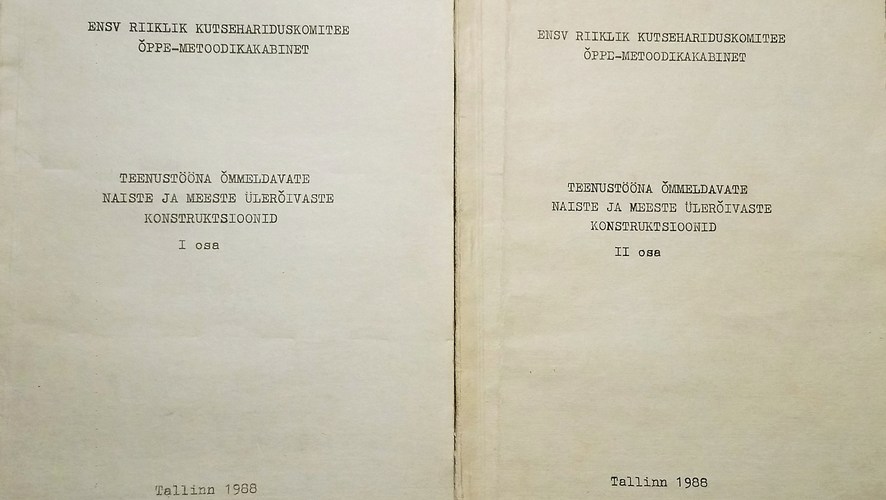 ENSV RIIKLIK KUTSEHARIDUSKOMITEE
ÕPPE-METOODIKAKABINET
TEENUSTÖÖNA ÕMMELDAVATE
NAISTE JA MEESTE ÜLERÕIVASTE
KONSTRUKTSIOONID
I osa
Tallinn 1988
ENSV RIIKLIK KUTSEHARIDUSKOMITEE
ÕPPE-METOODIKAKABINET
TEENUSTÖÖNA ÕMMELDAVATE
NAISTE JA MEESTE ÜLERÕIVASTE
KONSTRUKTSIOONID
II osa
Tallinn 1988